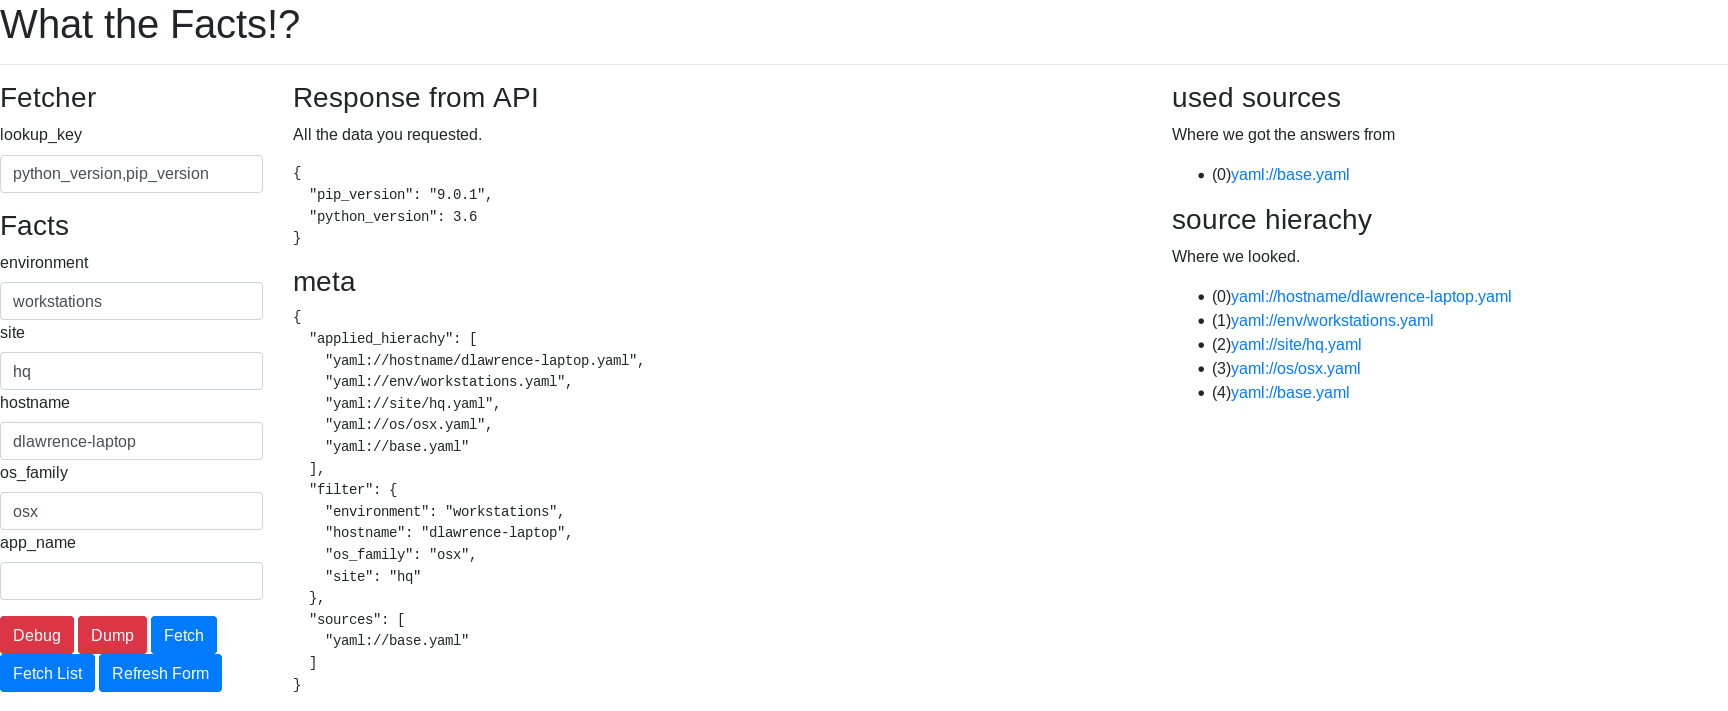 What the Facts!?
Fetcher
lookup_key
python_version,pip_version
Facts
environment
workstations
site
hq
hostname
dlawrence-laptop
os_family
osx
app_name
Debug Dump Fetch
Fetch List Refresh Form
Response from API
All the data you requested.
{
  "pip_version": "9.0.1",
  "python_version": 3.6
}
meta
{
  "applied_hierachy": [
    "yaml://hostname/dlawrence-laptop.yaml",
    "yaml://env/workstations.yaml",
    "yaml://site/hq.yaml",
    "yaml://os/osx.yaml",
    "yaml://base.yaml"
  ],
  "filter": {
    "environment": "workstations",
    "hostname": "dlawrence-laptop",
    "os_family": "osx",
    "site": "hq"
  },
  "sources": [
    "yaml://base.yaml"
  ]
}
used sources
Where we got the answers from
• (0)yaml://base.yaml
source hierachy
Where we looked.
• (0)yaml://hostname/dlawrence-laptop.yaml
• (1)yaml://env/workstations.yaml
• (2)yaml://site/hq.yaml
• (3)yaml://os/osx.yaml
• (4)yaml://base.yaml